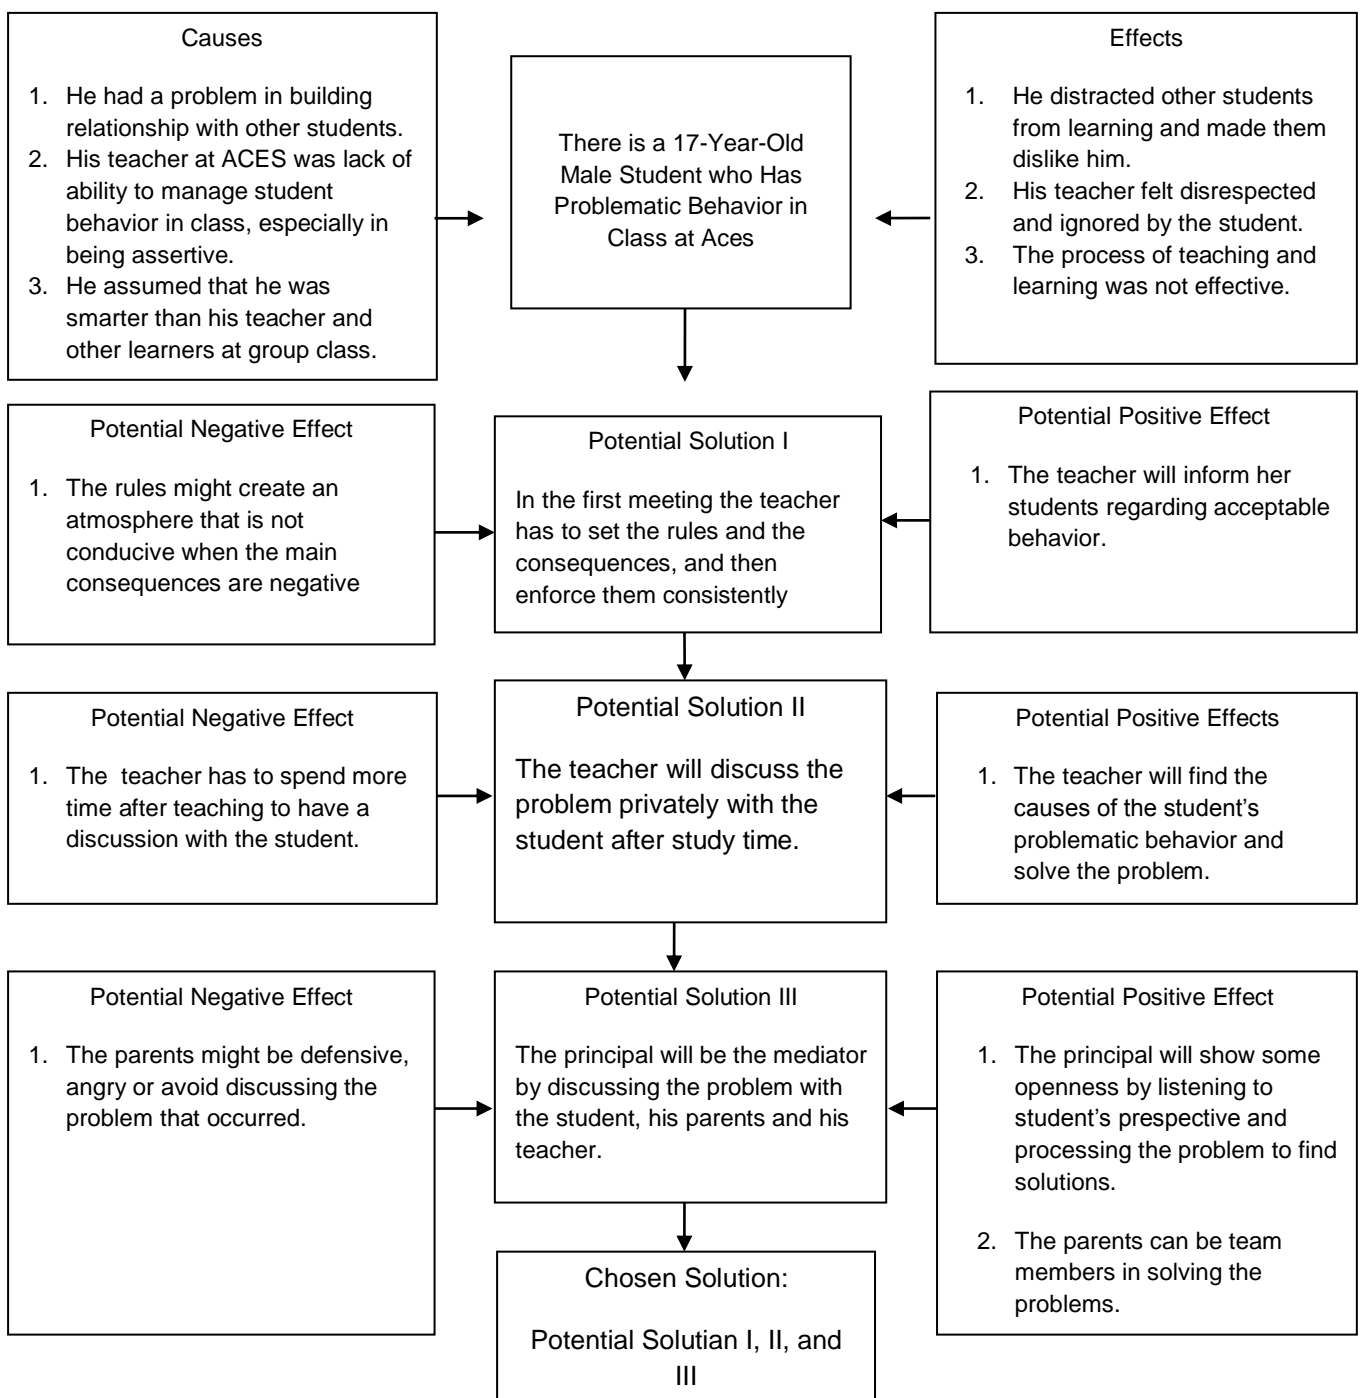 Causes
1. He had a problem in building
relationship with other students.
2. His teacher at ACES was lack of
ability to manage student
behavior in class, especially in
being assertive.
3. He assumed that he was
smarter than his teacher and
other learners at group class.
There is a 17-Year-Old
Male Student who Has
Problematic Behavior in
Class at Aces
Effects
1. He distracted other students
from learning and made them
dislike him.
2. His teacher felt disrespected
and ignored by the student.
3. The process of teaching and
learning was not effective.
Potential Negative Effect
1. The rules might create an
atmosphere that is not
conducive when the main
consequences are negative
Potential Solution I
In the first meeting the teacher
has to set the rules and the
consequences, and then
enforce them consistently
Potential Positive Effect
1. The teacher will inform her
students regarding acceptable
behavior.
Potential Negative Effect
1. The teacher has to spend more
time after teaching to have a
discussion with the student.
Potential Solution II
The teacher will discuss the
problem privately with the
student after study time.
Potential Positive Effects
1. The teacher will find the
causes of the student’s
problematic behavior and
solve the problem.
Potential Negative Effect
1. The parents might be defensive,
angry or avoid discussing the
problem that occurred.
Potential Solution III
The principal will be the mediator
by discussing the problem with
the student, his parents and his
teacher.
Potential Positive Effect
1. The principal will show some
openness by listening to
student’s prespective and
processing the problem to find
solutions.
2. The parents can be team
members in solving the
problems.
Chosen Solution:
Potential Solutian I, II, and
III